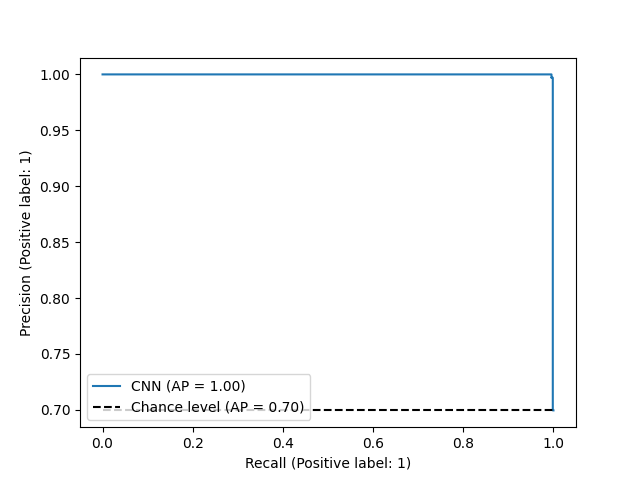 1.00
0.95
0.90
0.85
0.80
0.75
0.70
Precision (Positive label: 1)
CNN (AP = 1.00)
Chance level (AP = 0.70)
0.0 0.2 0.4 0.6 0.8 1.0
Recall (Positive label: 1)